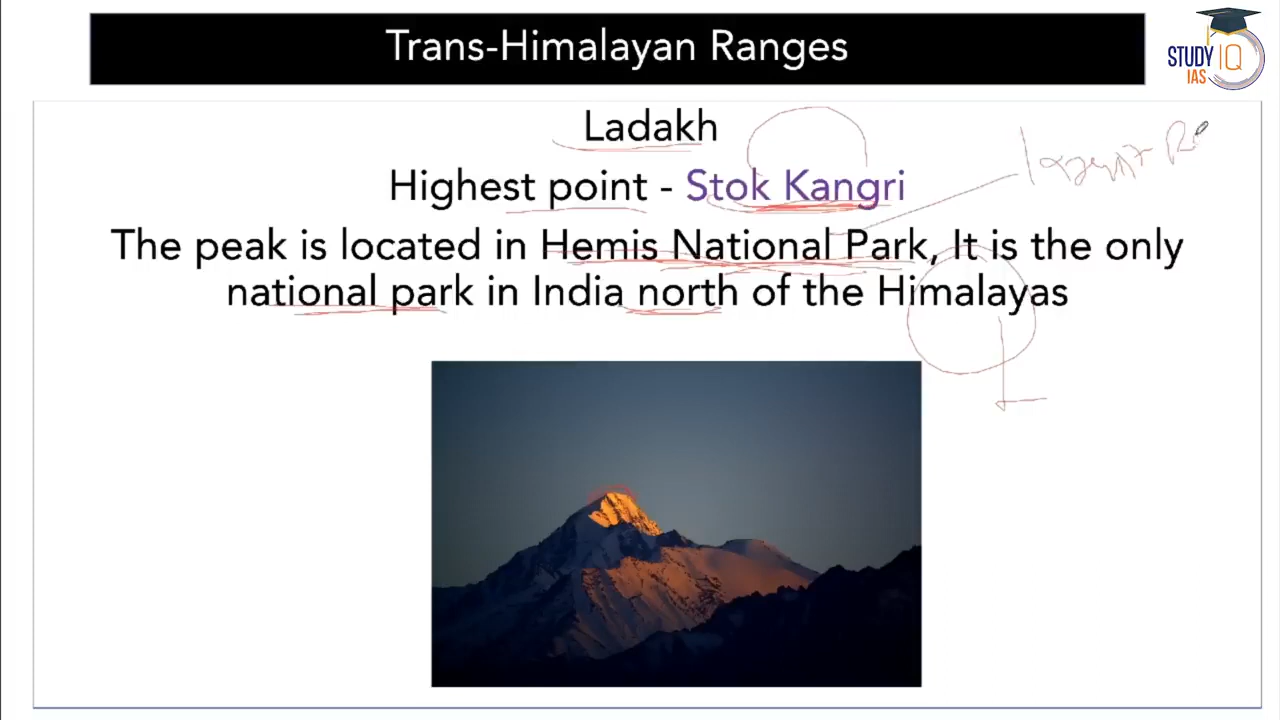 Trans-Himalayan Ranges
STUDY IQ
IAS
Ladakh
Highest point - Stok Kangri
The peak is located in Hemis National Park, It is the only
national park in India north of the Himalayas